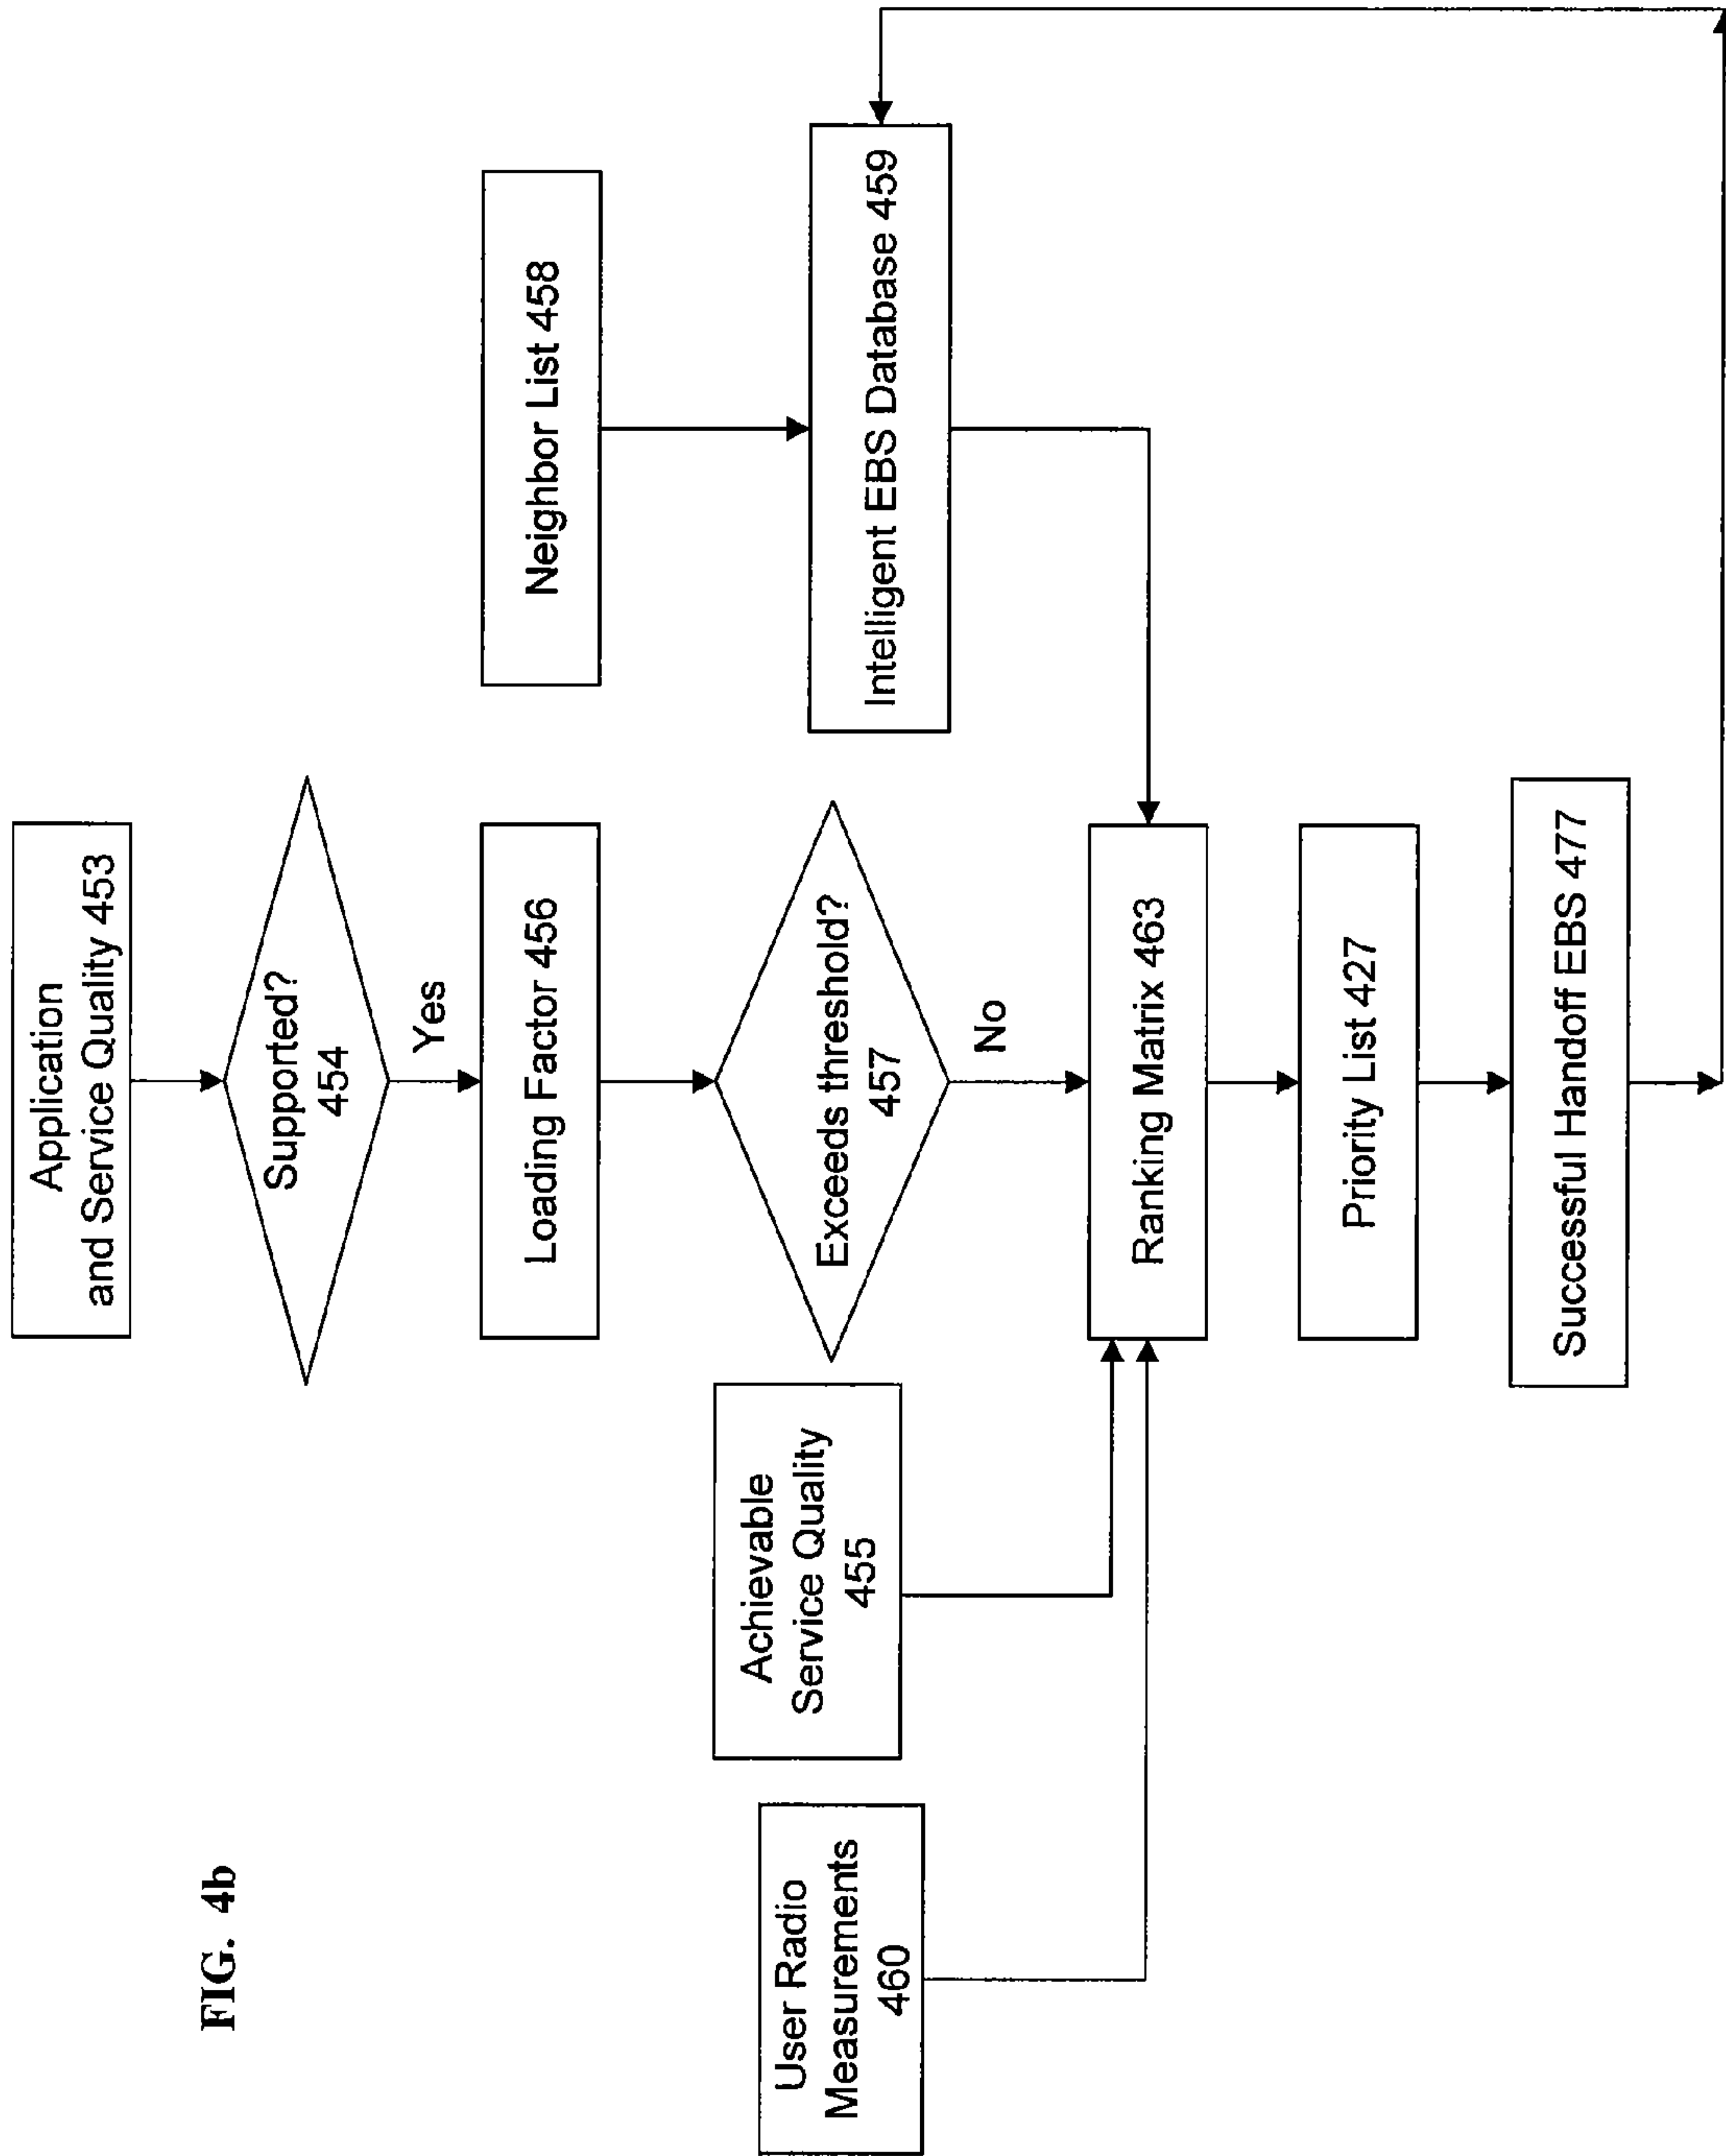 FIG. 4b
Application
and Service Quality 453
Supported?
454
Yes
Loading Factor 456
Neighbor List 458
User Radio
Measurements
460
Achievable
Service Quality
455
Exceeds threshold?
457
No
Intelligent EBS Database 459
Ranking Matrix 463
Priority List 427
Successful Handoff EBS 477